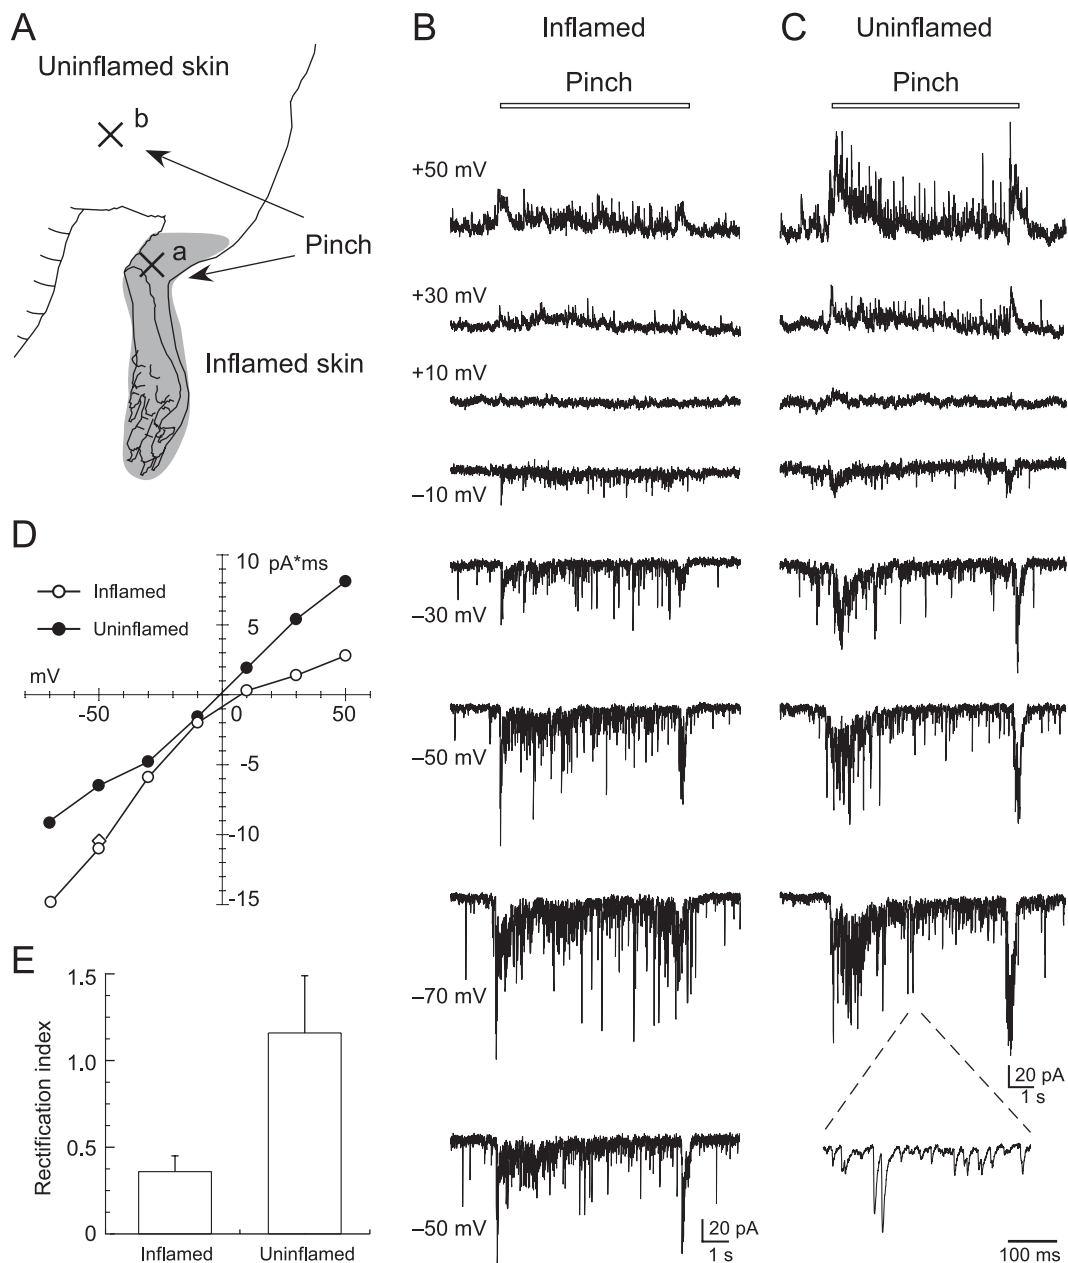 A
Uninflamed skin
b
Pinch
a
Inflamed skin
B
Inflamed
Pinch
+50 mV
+30 mV
+10 mV
–10 mV
–30 mV
–50 mV
–70 mV
–50 mV
20 pA
1 s
C
Uninflamed
Pinch
20 pA
1 s
100 ms
D
10
pA*ms
Inflamed
Uninflamed
5
mV
-50
0
50
-5
-10
-15
E
Rectification index
1.5
1.0
0.5
0
Inflamed
Uninflamed